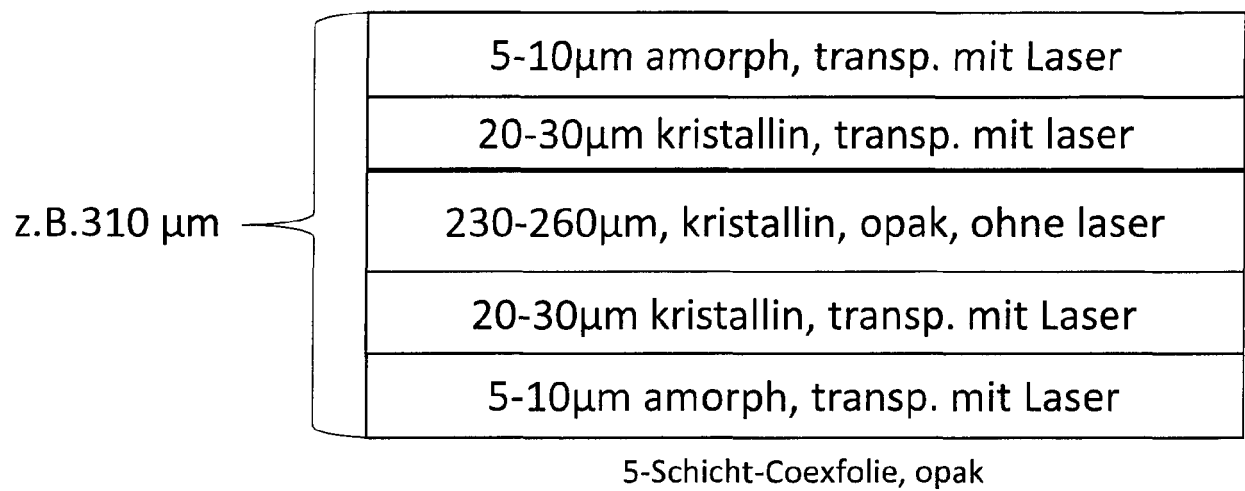 5-10µm amorph, transp. mit Laser
20-30µm kristallin, transp. mit laser
z.B.310 µm
230-260µm, kristallin, opak, ohne laser
20-30µm kristallin, transp. mit Laser
5-10µm amorph, transp. mit Laser
5-Schicht-Coexfolie, opak